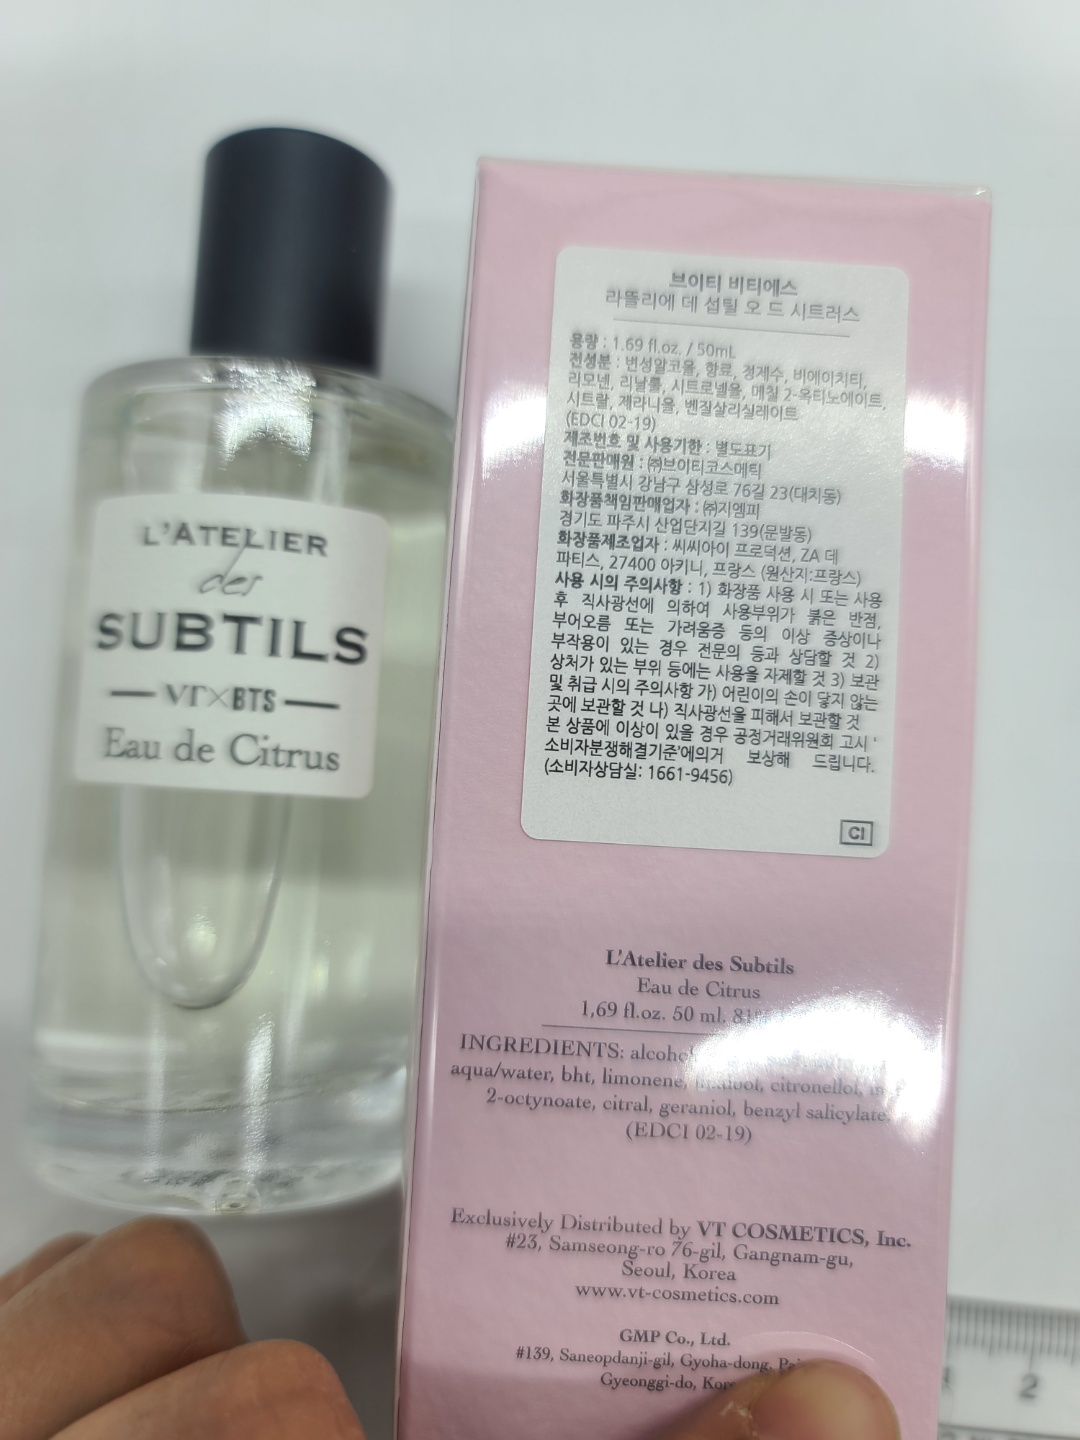 L'ATELIER
des
SUBTILS
VT×BTS
Eau de Citrus
브이티 비티에스
라뜰리에 데 섭틸 오 드 시트러스
용량 : 1.69 fl.oz. / 50mL
전성분 : 변성알코올, 향료, 정제수, 비에이치티,
리모넨, 리날룰, 시트로넬올, 메칠 2-옥티노에이트,
시트랄, 제라니올, 벤질살리실레이트
(EDCI 02-19)
제조번호 및 사용기한 : 별도표기
전문판매원 : ㈜브이티코스메틱
서울특별시 강남구 삼성로 76길 23(대치동)
화장품책임판매업자 : ㈜지엠피
경기도 파주시 산업단지길 139(문발동)
화장품제조업자 : 씨씨아이 프로덕션, ZA 데
파티스, 27400 아키니, 프랑스 (원산지:프랑스)
사용 시의 주의사항 : 1) 화장품 사용 시 또는 사용
후 직사광선에 의하여 사용부위가 붉은 반점,
부어오름 또는 가려움증 등의 이상 증상이나
부작용이 있는 경우 전문의 등과 상담할 것 2)
상처가 있는 부위 등에는 사용을 자제할 것 3) 보관
및 취급 시의 주의사항 가) 어린이의 손이 닿지 않는
곳에 보관할 것 나) 직사광선을 피해서 보관할 것
본 상품에 이상이 있을 경우 공정거래위원회 고시 '
소비자분쟁해결기준'에의거 보상해 드립니다.
(소비자상담실: 1661-9456)
CI
L'Atelier des Subtils
Eau de Citrus
1,69 fl.oz. 50 ml.
INGREDIENTS:
aqua/water, bht, limonene, linalool, citronellol,
2-octynoate, citral, geraniol, benzyl salicylate.
(EDCI 02-19)
Exclusively Distributed by VT COSMETICS, Inc.
#23, Samseong-ro 76-gil, Gangnam-gu,
Seoul, Korea
www.vt-cosmetics.com
GMP Co., Ltd.
#139, Saneopdanji-gil, Gyoha-dong,
Gyeonggi-do,
2